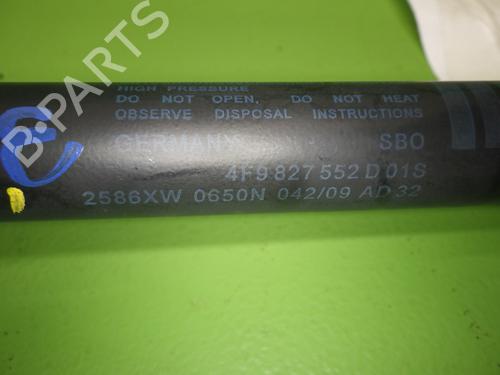 B-PARTS
HIGH PRESSURE
DO NOT OPEN, DO NOT HEAT
OBSERVE DISPOSAL INSTRUCTIONS
GERMANY SBO
4F9 827 552 D 01S
2586XW 0650N 042/09 AD 32